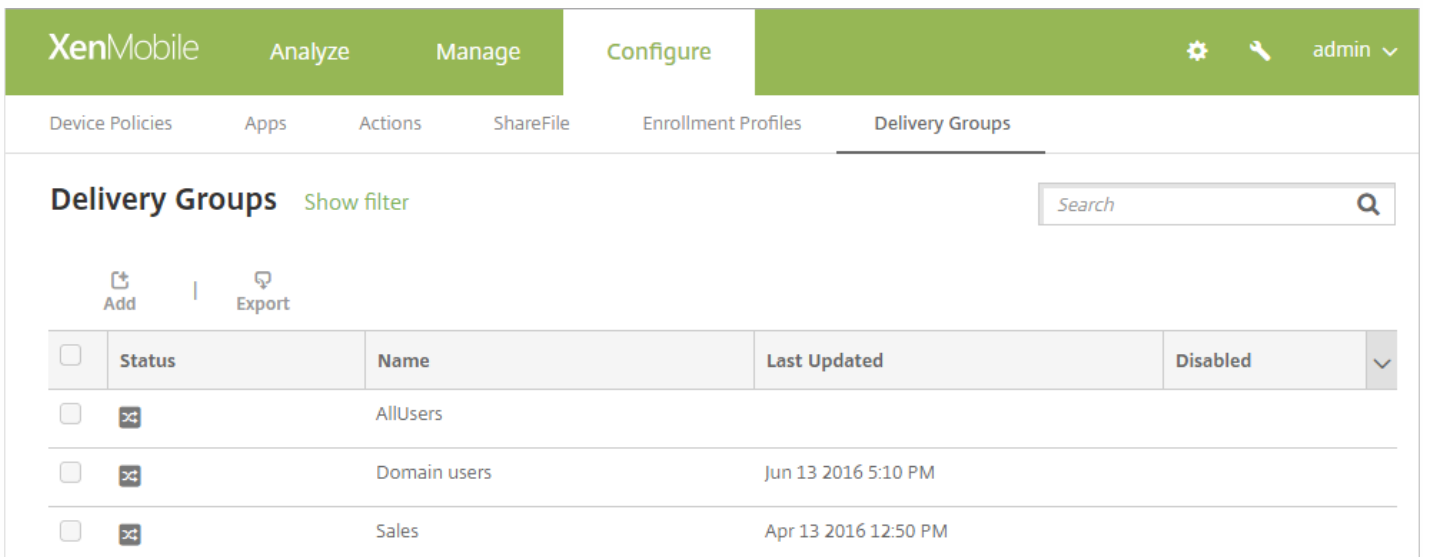 XenMobile Analyze Manage Configure admin
Device Policies Apps Actions ShareFile Enrollment Profiles Delivery Groups
Delivery Groups Show filter Search
Add | Export
Status Name Last Updated Disabled
AllUsers
Domain users Jun 13 2016 5:10 PM
Sales Apr 13 2016 12:50 PM